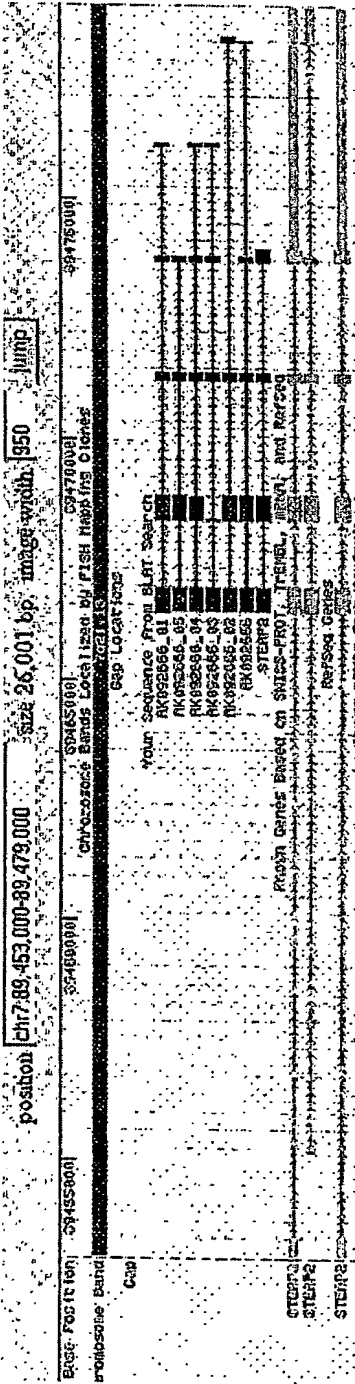 position chr7:89,453,000-89,479,000 size 26,001 bp. image width 950 jump
Base Position 89455000| 89460000| 89465000| 89470000| 89475000|
Chromosome Bands Localized by FISH Mapping Clones
Chromosome Band
Gap Locations
Gap
Your Sequence from BLAT Search
AK092666_01
AK092666_05
AK092666_04
AK092666_03
AK092666_02
AK092666
STEAP2
Known Genes Based on SWISS-PROT, TrEMBL, mRNA, and RefSeq
STEAP2
STEAP2
RefSeq Genes
STEAP2